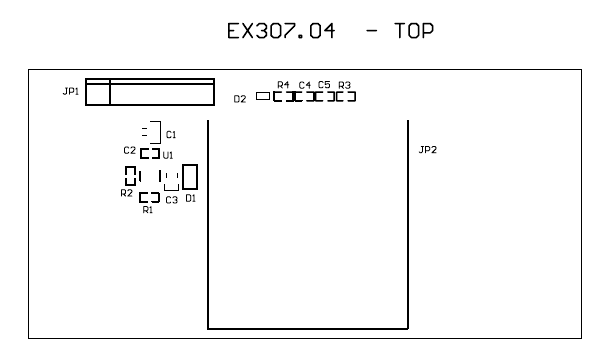 EX307.04 - TOP
JP1
D2
R4 C4 C5 R3
C1
C2
U1
JP2
R2
R1
C3
D1